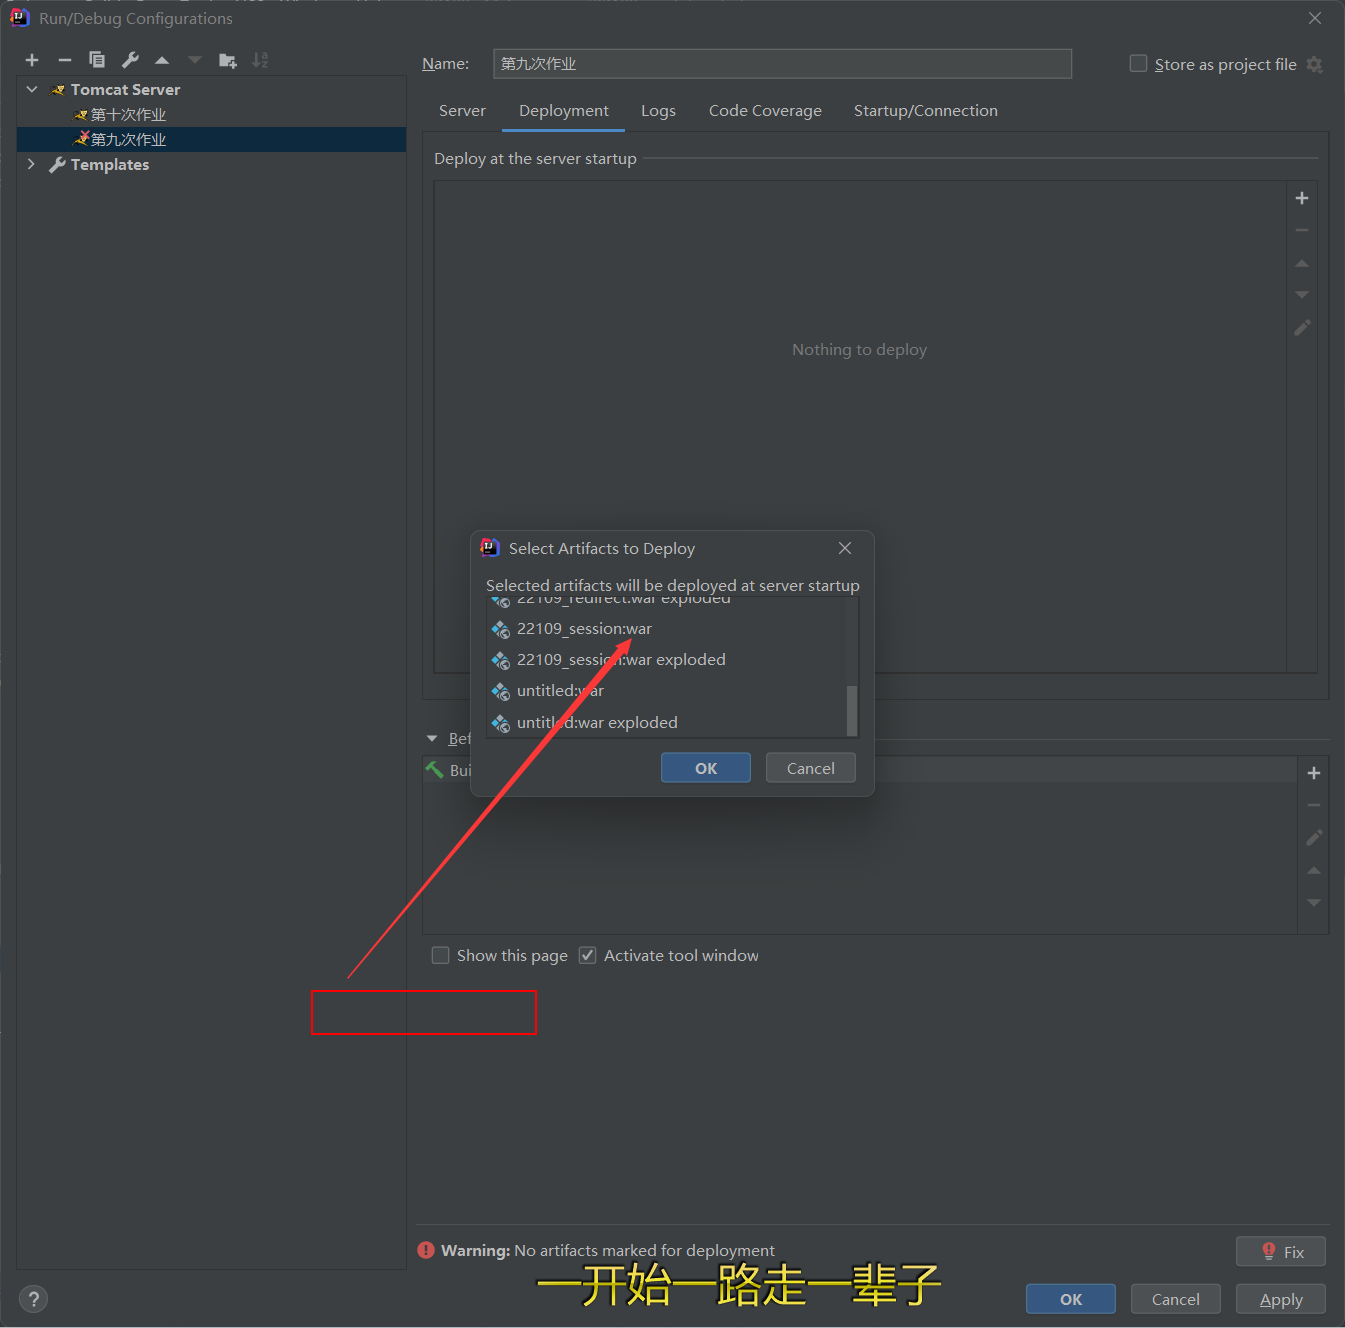 Run/Debug Configurations
Name: 第九次作业
Store as project file
Tomcat Server
第十次作业
第九次作业
Templates
Server Deployment Logs Code Coverage Startup/Connection
Deploy at the server startup
Nothing to deploy
Select Artifacts to Deploy
Selected artifacts will be deployed at server startup
22109_redirect:war exploded
22109_session:war
22109_session:war exploded
untitled:war
untitled:war exploded
OK Cancel
Bef
Bui
Show this page Activate tool window
Warning: No artifacts marked for deployment
Fix
一开始一路走一辈子
OK Cancel Apply